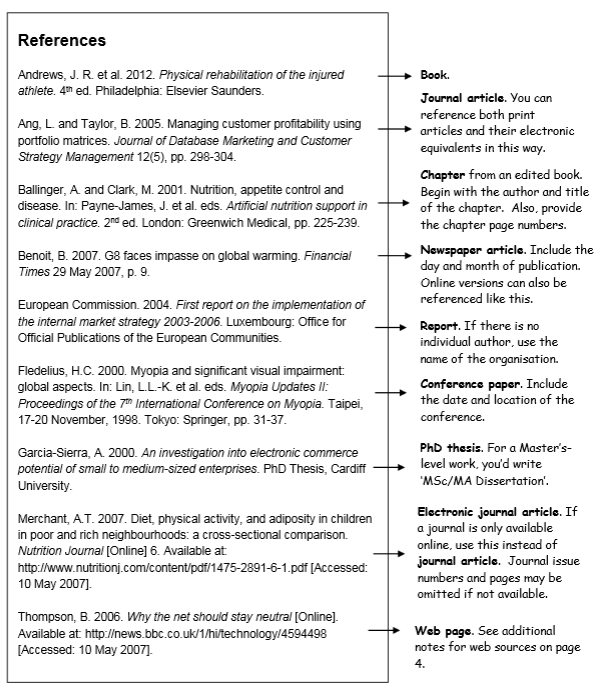 References
Andrews, J. R. et al. 2012. Physical rehabilitation of the injured
athlete. 4th ed. Philadelphia: Elsevier Saunders.
Book.
Ang, L. and Taylor, B. 2005. Managing customer profitability using
portfolio matrices. Journal of Database Marketing and Customer
Strategy Management 12(5), pp. 298-304.
Journal article. You can
reference both print
articles and their electronic
equivalents in this way.
Ballinger, A. and Clark, M. 2001. Nutrition, appetite control and
disease. In: Payne-James, J. et al. eds. Artificial nutrition support in
clinical practice. 2nd ed. London: Greenwich Medical, pp. 225-239.
Chapter from an edited book.
Begin with the author and title
of the chapter. Also, provide
the chapter page numbers.
Benoit, B. 2007. G8 faces impasse on global warming. Financial
Times 29 May 2007, p. 9.
Newspaper article. Include the
day and month of publication.
Online versions can also be
referenced like this.
European Commission. 2004. First report on the implementation of
the internal market strategy 2003-2006. Luxembourg: Office for
Official Publications of the European Communities.
Report. If there is no
individual author, use the
name of the organisation.
Fledelius, H.C. 2000. Myopia and significant visual impairment:
global aspects. In: Lin, L.L.-K. et al. eds. Myopia Updates II:
Proceedings of the 7th International Conference on Myopia. Taipei,
17-20 November, 1998. Tokyo: Springer, pp. 31-37.
Conference paper. Include
the date and location of the
conference.
Garcia-Sierra, A. 2000. An investigation into electronic commerce
potential of small to medium-sized enterprises. PhD Thesis, Cardiff
University.
PhD thesis. For a Master's-
level work, you'd write
'MSc/MA Dissertation'.
Merchant, A.T. 2007. Diet, physical activity, and adiposity in children
in poor and rich neighbourhoods: a cross-sectional comparison.
Nutrition Journal [Online] 6. Available at:
http://www.nutritionj.com/content/pdf/1475-2891-6-1.pdf [Accessed:
10 May 2007].
Electronic journal article. If
a journal is only available
online, use this instead of
journal article. Journal issue
numbers and pages may be
omitted if not available.
Thompson, B. 2006. Why the net should stay neutral [Online].
Available at: http://news.bbc.co.uk/1/hi/technology/4594498
[Accessed: 10 May 2007].
Web page. See additional
notes for web sources on page
4.